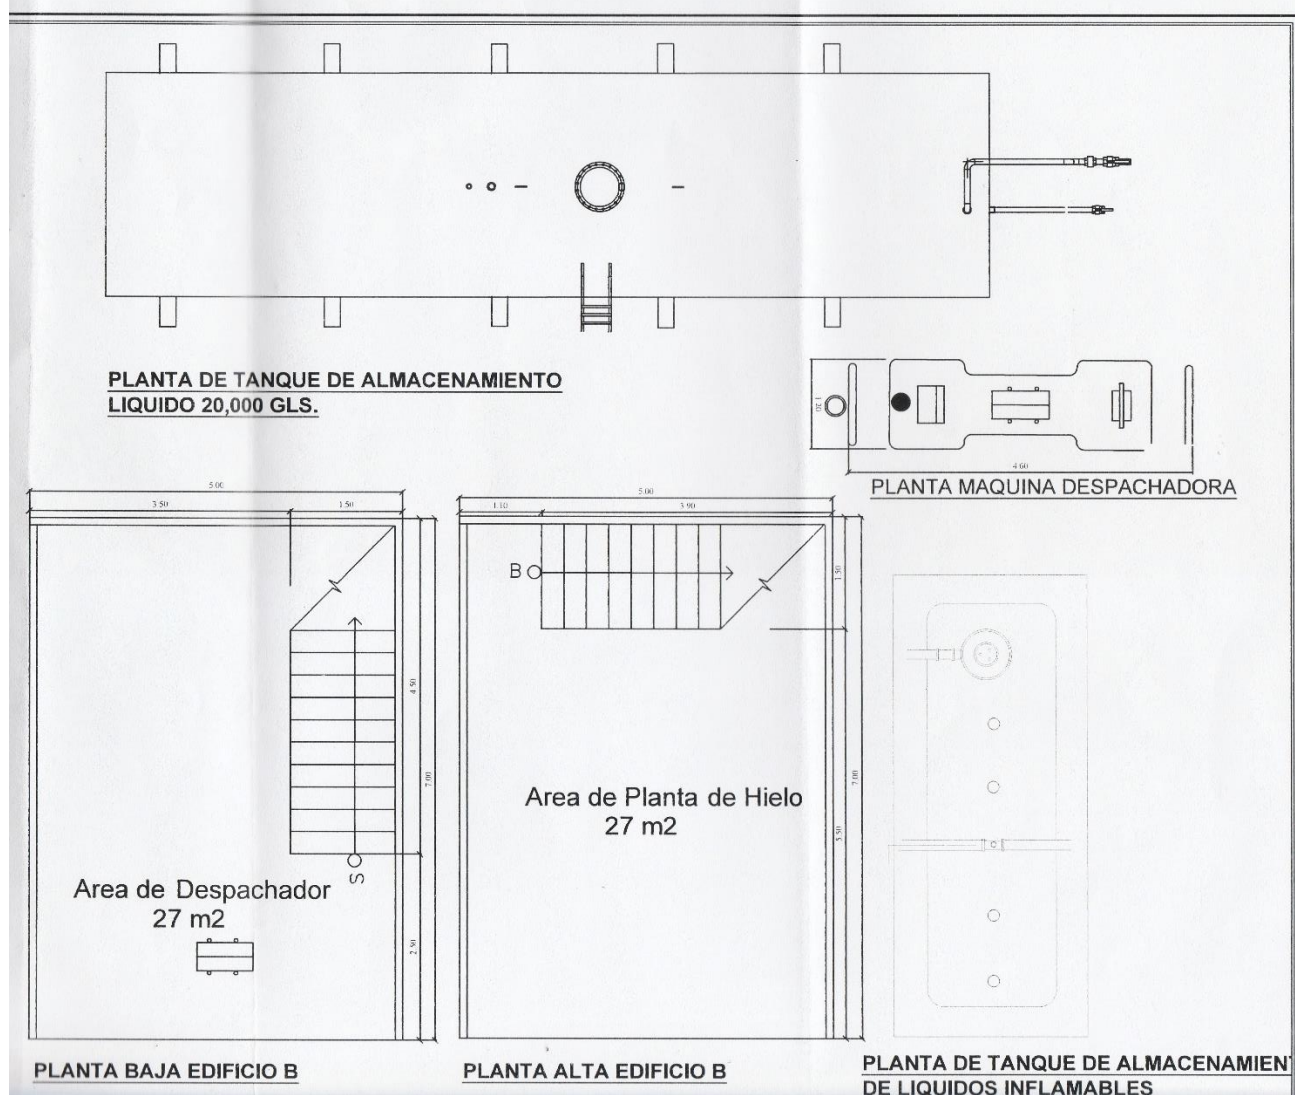 PLANTA DE TANQUE DE ALMACENAMIENTO
LIQUIDO 20,000 GLS.
1.20
4.60
PLANTA MAQUINA DESPACHADORA
5.00
3.50
1.50
4.50
7.00
2.50
S
Area de Despachador
27 m2
PLANTA BAJA EDIFICIO B
5.00
1.10
3.90
B
1.50
7.00
5.50
Area de Planta de Hielo
27 m2
PLANTA ALTA EDIFICIO B
PLANTA DE TANQUE DE ALMACENAMIEN
DE LIQUIDOS INFLAMABLES